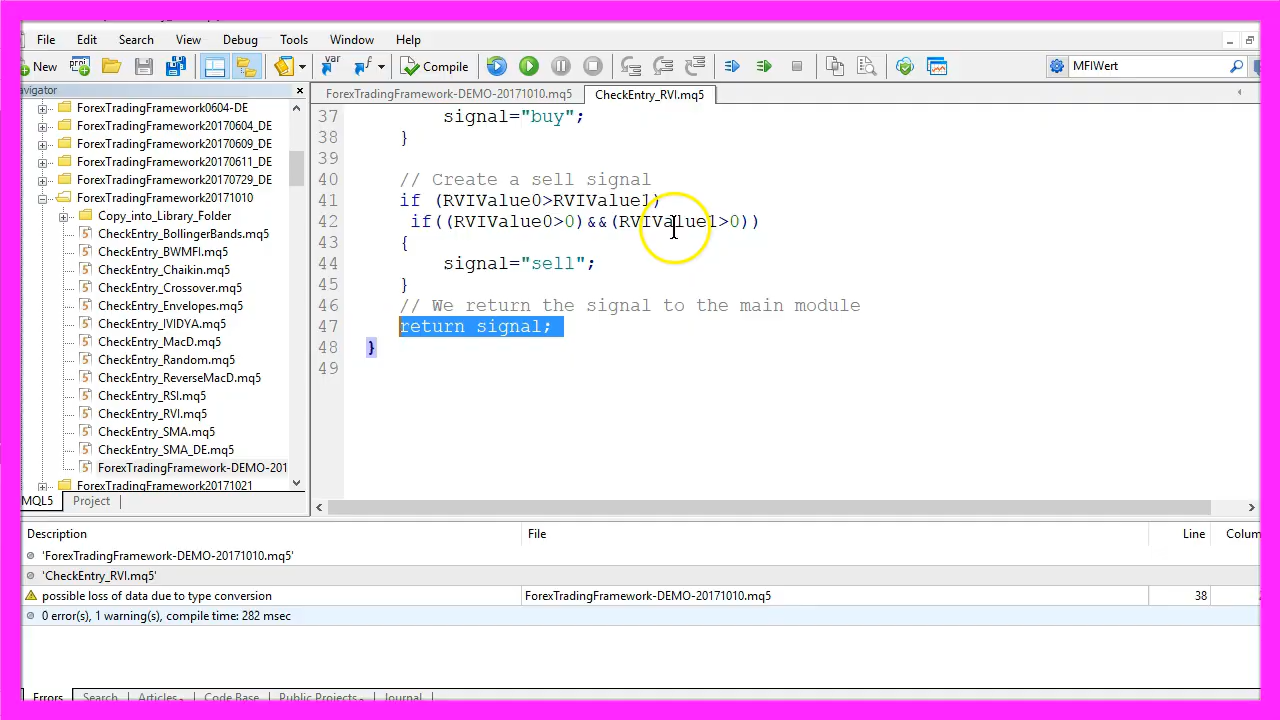 File Edit Search View Debug Tools Window Help
New Compile MFIWert
avigator
ForexTradingFramework-DEMO-20171010.mq5 CheckEntry_RVI.mq5
ForexTradingFramework0604-DE
ForexTradingFramework20170604_DE
ForexTradingFramework20170609_DE
ForexTradingFramework20170611_DE
ForexTradingFramework20170729_DE
ForexTradingFramework20171010
Copy_into_Library_Folder
CheckEntry_BollingerBands.mq5
CheckEntry_BWMFI.mq5
CheckEntry_Chaikin.mq5
CheckEntry_Crossover.mq5
CheckEntry_Envelopes.mq5
CheckEntry_IVIDYA.mq5
CheckEntry_MacD.mq5
CheckEntry_Random.mq5
CheckEntry_ReverseMacD.mq5
CheckEntry_RSI.mq5
CheckEntry_RVI.mq5
CheckEntry_SMA.mq5
CheckEntry_SMA_DE.mq5
ForexTradingFramework-DEMO-201
ForexTradingFramework20171021
MQL5 Project
37 signal="buy";
38 }
39
40 // Create a sell signal
41 if (RVIValue0>RVIValue1)
42 if((RVIValue0>0)&&(RVIValue1>0))
43 {
44 signal="sell";
45 }
46 // We return the signal to the main module
47 return signal;
48 }
49
Description File Line Colum
'ForexTradingFramework-DEMO-20171010.mq5'
'CheckEntry_RVI.mq5'
possible loss of data due to type conversion ForexTradingFramework-DEMO-20171010.mq5 38
0 error(s), 1 warning(s), compile time: 282 msec
Errors Search Articles Code Base Public Projects Journal